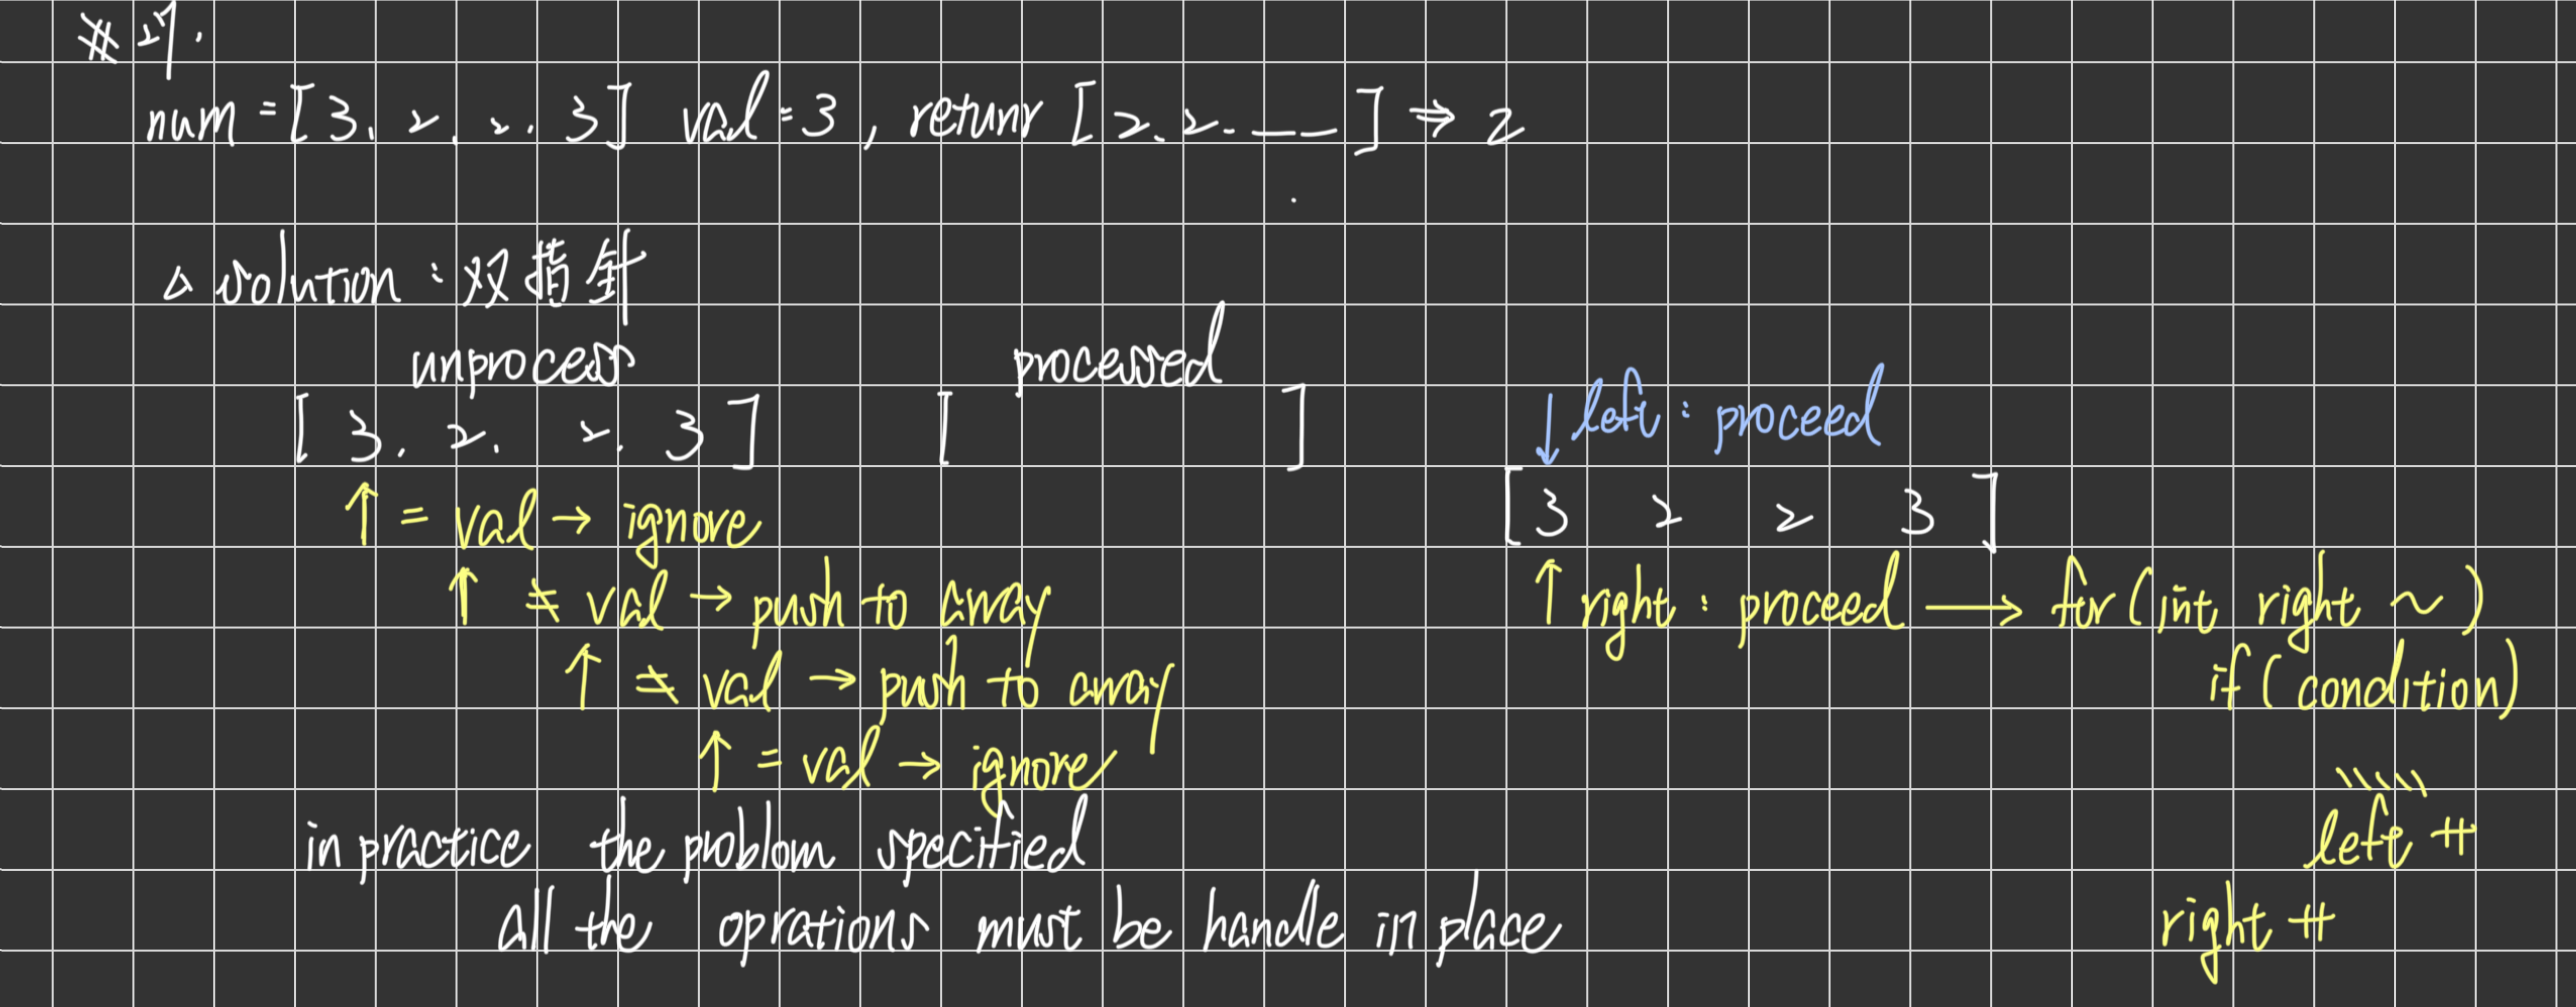 # 27.
num = [3, 2, 2, 3] val = 3, retunr [2, 2, _ _] ⇒ 2
△ solution : 双指针
unprocess processed
[3, 2, 2, 3] [ ]
↑ = val → ignore
↑ ≠ val → push to array
↑ ≠ val → push to array
↑ = val → ignore
in practice the problom specified
all the oprations must be handle in place
↓ left : proceed
[3 2 2 3]
↑ right : proceed → for (int right ~)
if (condition)
left ++
right ++